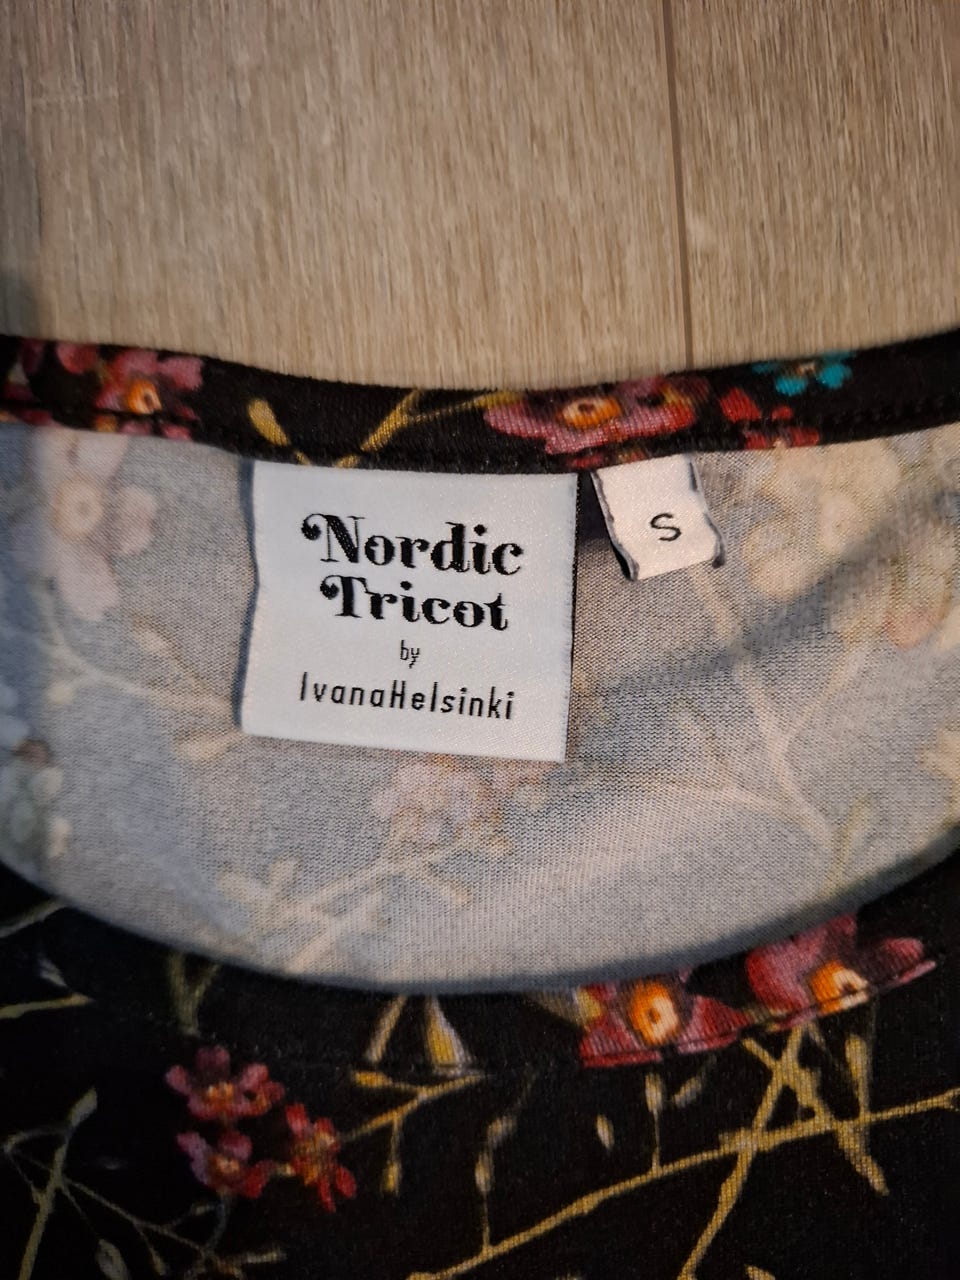 Nordic
Tricot
by
IvanaHelsinki
S